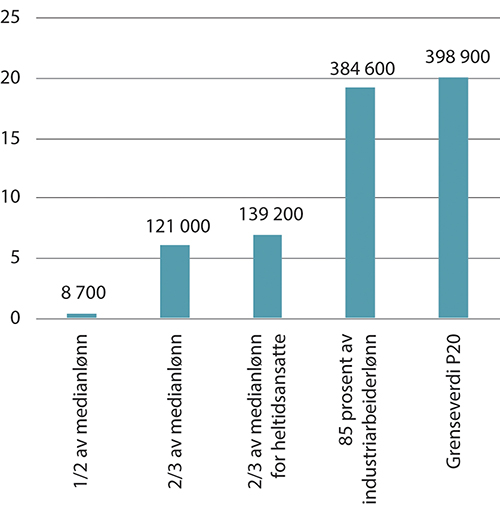 25
20
15
10
5
0
8 700
121 000
139 200
384 600
398 900
1/2 av medianlønn
2/3 av medianlønn
2/3 av medianlønn
for heltidsansatte
85 prosent av
industriarbeiderlønn
Grenseverdi P20